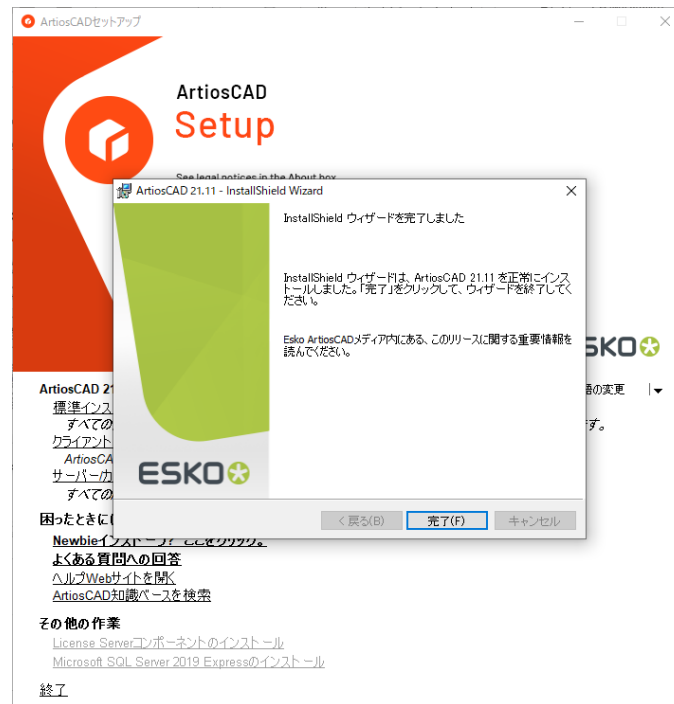 ArtiosCADセットアップ
ArtiosCAD
Setup
See legal notices in the About box
ArtiosCAD 21.11 - InstallShield Wizard
InstallShield ウィザードを完了しました
InstallShield ウィザードは、ArtiosCAD 21.11 を正常にインス
トールしました。「完了」をクリックして、ウィザードを終了してく
ださい。
Esko ArtiosCADメディア内にある、このリリースに関する重要情報を
読んでください。
ESKO
SKO
ArtiosCAD 2
の変更
標準インス
すべての
す。
クライアント
ArtiosCA
サーバー/
すべての
< 戻る(B)
完了(F)
キャンセル
困ったときに
Newbieインストーラ? ここをクリック。
よくある質問への回答
ヘルプWebサイトを開く
ArtiosCAD知識ベースを検索
その他の作業
License Serverコンポーネントのインストール
Microsoft SQL Server 2019 Expressのインストール
終了